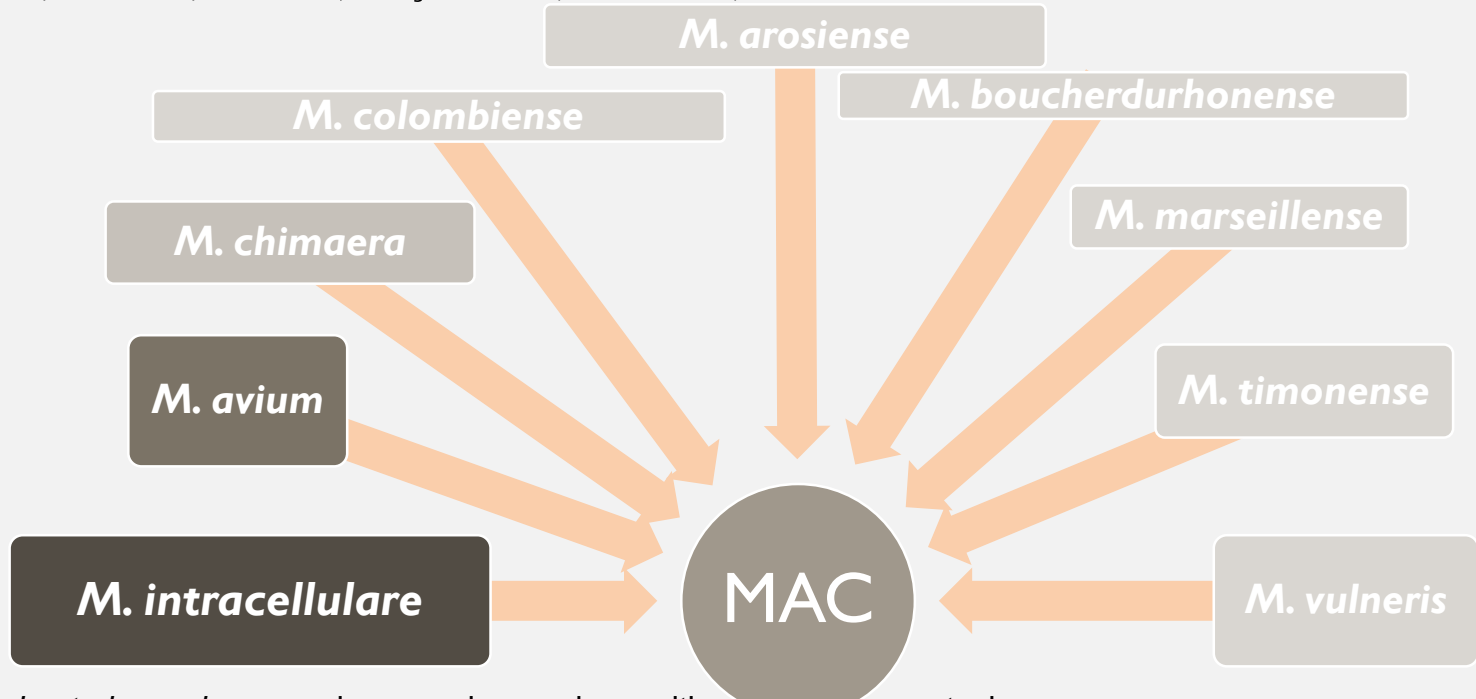 M. arosiense
M. boucherdurhonense
M. colombiense
M. marseillense
M. chimaera
M. timonense
M. avium
M. intracellulare
MAC
M. vulneris